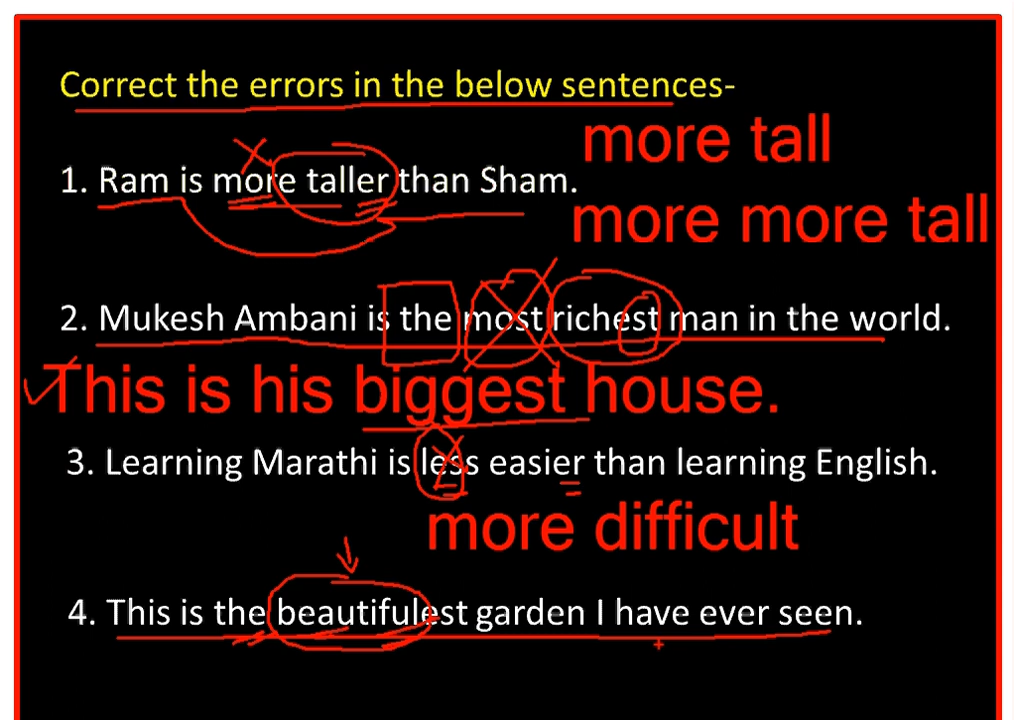 Correct the errors in the below sentences-
more tall
1. Ram is more taller than Sham.
more more tall
2. Mukesh Ambani is the most richest man in the world.
This is his biggest house.
3. Learning Marathi is less easier than learning English.
more difficult
4. This is the beautifulest garden I have ever seen.